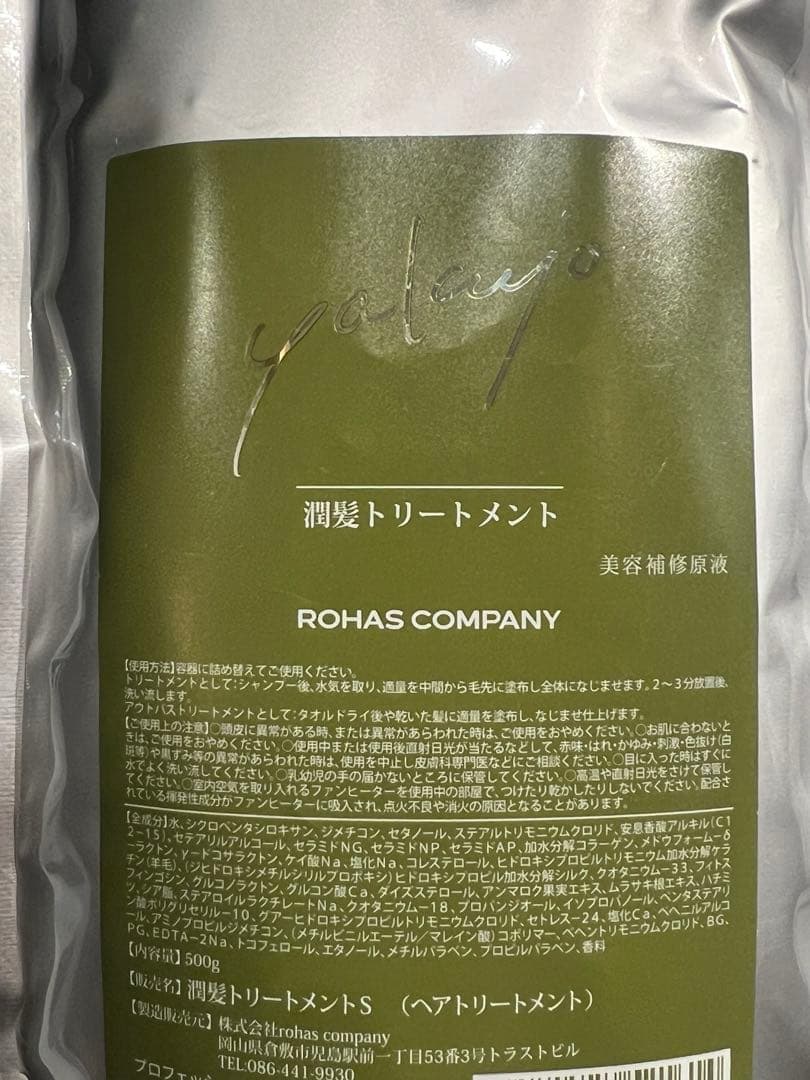 yalaujo
潤髪トリートメント
美容補修原液
ROHAS COMPANY
【使用方法】容器に詰め替えてご使用ください。
トリートメントとして:シャンプー後、水気を取り、適量を中間から毛先に塗布し全体になじませます。2〜3分放置後、
洗い流します。
アウトバストリートメントとして:タオルドライ後や乾いた髪に適量を塗布し、なじませ仕上げます。
【ご使用上の注意】○頭皮に異常がある時、または異常があらわれた時は、ご使用をおやめください。○お肌に合わないと
きは、ご使用をおやめください。○使用中または使用後直射日光が当たるなどして、赤味・はれ・かゆみ・刺激・色抜け(白
斑等)や黒ずみ等の異常があらわれた時は、使用を中止し皮膚科専門医などにご相談ください。○目に入った時はすぐに
水でよく洗い流してください。○乳幼児の手の届かないところに保管してください。○高温や直射日光をさけて保管し
てください。○室内空気を取り入れるファンヒーターを使用中の部屋で、つけたり乾かしたりしないでください。配合さ
れている揮発性成分がファンヒーターに吸入され、点火不良や消火の原因となることがあります。
【全成分】水、シクロペンタシロキサン、ジメチコン、セタノール、ステアルトリモニウムクロリド、安息香酸アルキル(C1
2-15)、セテアリルアルコール、セラミドNG、セラミドNP、セラミドAP、加水分解コラーゲン、メドウフォーム-δ-
ラクトン、γ-ドコサラクトン、ケイ酸Na、塩化Na、コレステロール、ヒドロキシプロピルトリモニウム加水分解ケラ
チン(羊毛)、(ジヒドロキシメチルシリルプロポキシ)ヒドロキシプロピル加水分解シルク、クオタニウム-33、フィトス
フィンゴシン、グルコノラクトン、グルコン酸Ca、ダイズステロール、アンマロク果実エキス、ムラサキ根エキス、ハチミ
ツ、シア脂、ステアロイルラクチレートNa、クオタニウム-18、プロパンジオール、イソプロパノール、ペンタステアリ
ン酸ポリグリセリル-10、グアーヒドロキシプロピルトリモニウムクロリド、セトレス-24、塩化Ca、ベヘニルアルコ
ール、アミノプロピルジメチコン、(メチルビニルエーテル/マレイン酸)コポリマー、ベヘントリモニウムクロリド、BG、
PG、EDTA-2Na、トコフェロール、エタノール、メチルパラベン、プロピルパラベン、香料
【内容量】500g
【販売名】潤髪トリートメントS (ヘアトリートメント)
【製造販売元】株式会社rohas company
岡山県倉敷市児島駅前一丁目53番3号トラストビル
TEL:086-441-9930
プロフェッシ